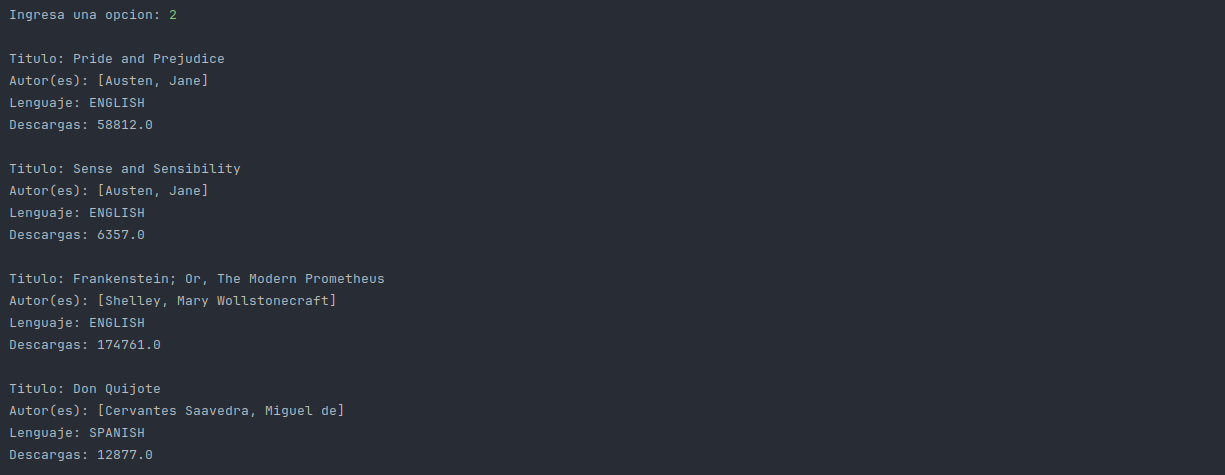 Ingresa una opcion: 2
Titulo: Pride and Prejudice
Autor(es): [Austen, Jane]
Lenguaje: ENGLISH
Descargas: 58812.0
Titulo: Sense and Sensibility
Autor(es): [Austen, Jane]
Lenguaje: ENGLISH
Descargas: 6357.0
Titulo: Frankenstein; Or, The Modern Prometheus
Autor(es): [Shelley, Mary Wollstonecraft]
Lenguaje: ENGLISH
Descargas: 174761.0
Titulo: Don Quijote
Autor(es): [Cervantes Saavedra, Miguel de]
Lenguaje: SPANISH
Descargas: 12877.0